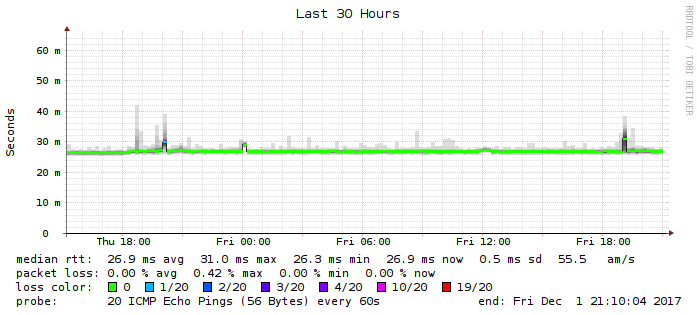 Last 30 Hours
RRDTOOL / TOBI OETIKER
Seconds
60 m
50 m
40 m
30 m
20 m
10 m
0
Thu 18:00 Fri 00:00 Fri 06:00 Fri 12:00 Fri 18:00
median rtt: 26.9 ms avg 31.0 ms max 26.3 ms min 26.9 ms now 0.5 ms sd 55.5 am/s
packet loss: 0.00 % avg 0.42 % max 0.00 % min 0.00 % now
loss color: 0 1/20 2/20 3/20 4/20 10/20 19/20
probe: 20 ICMP Echo Pings (56 Bytes) every 60s end: Fri Dec 1 21:10:04 2017